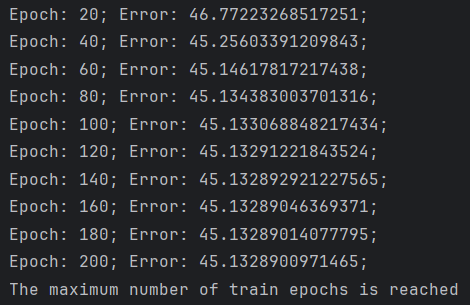 Epoch: 20; Error: 46.77223268517251;
Epoch: 40; Error: 45.25603391209843;
Epoch: 60; Error: 45.14617817217438;
Epoch: 80; Error: 45.134383003701316;
Epoch: 100; Error: 45.133068848217434;
Epoch: 120; Error: 45.13291221843524;
Epoch: 140; Error: 45.132892921227565;
Epoch: 160; Error: 45.13289046369371;
Epoch: 180; Error: 45.13289014077795;
Epoch: 200; Error: 45.1328900971465;
The maximum number of train epochs is reached